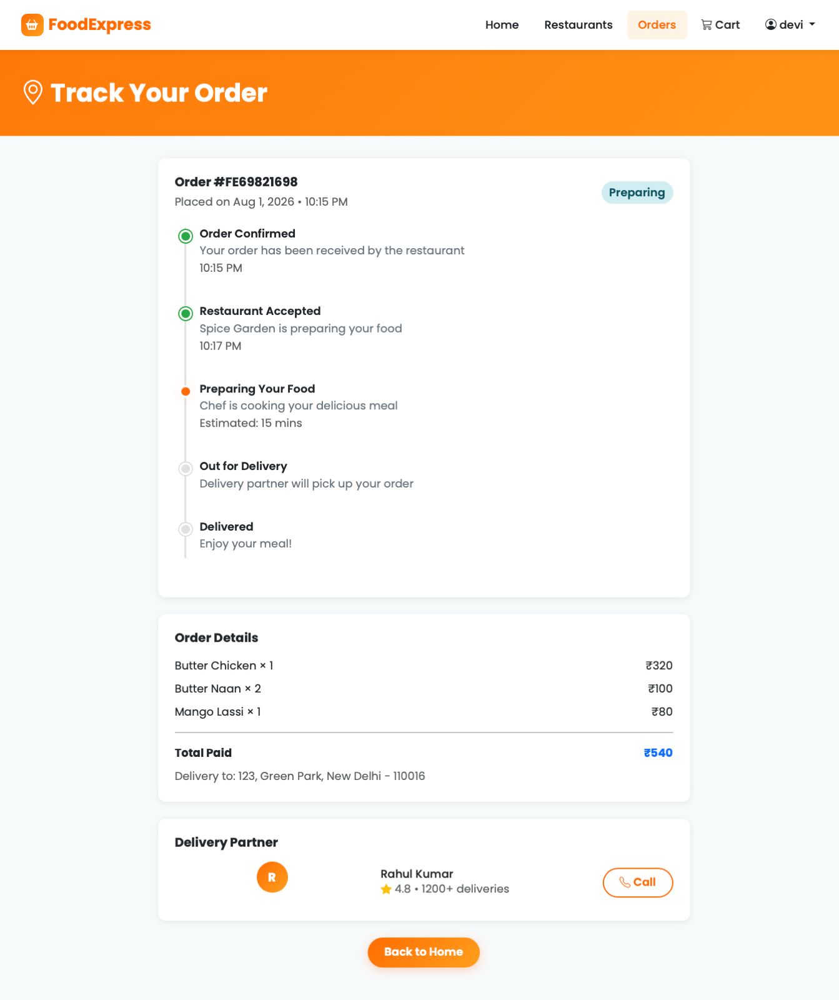 FoodExpress
Home Restaurants Orders Cart devi
Track Your Order
Order #FE69821698
Placed on Aug 1, 2026 • 10:15 PM
Preparing
Order Confirmed
Your order has been received by the restaurant
10:15 PM
Restaurant Accepted
Spice Garden is preparing your food
10:17 PM
Preparing Your Food
Chef is cooking your delicious meal
Estimated: 15 mins
Out for Delivery
Delivery partner will pick up your order
Delivered
Enjoy your meal!
Order Details
Butter Chicken × 1 ₹320
Butter Naan × 2 ₹100
Mango Lassi × 1 ₹80
Total Paid ₹540
Delivery to: 123, Green Park, New Delhi - 110016
Delivery Partner
R
Rahul Kumar
4.8 • 1200+ deliveries
Call
Back to Home